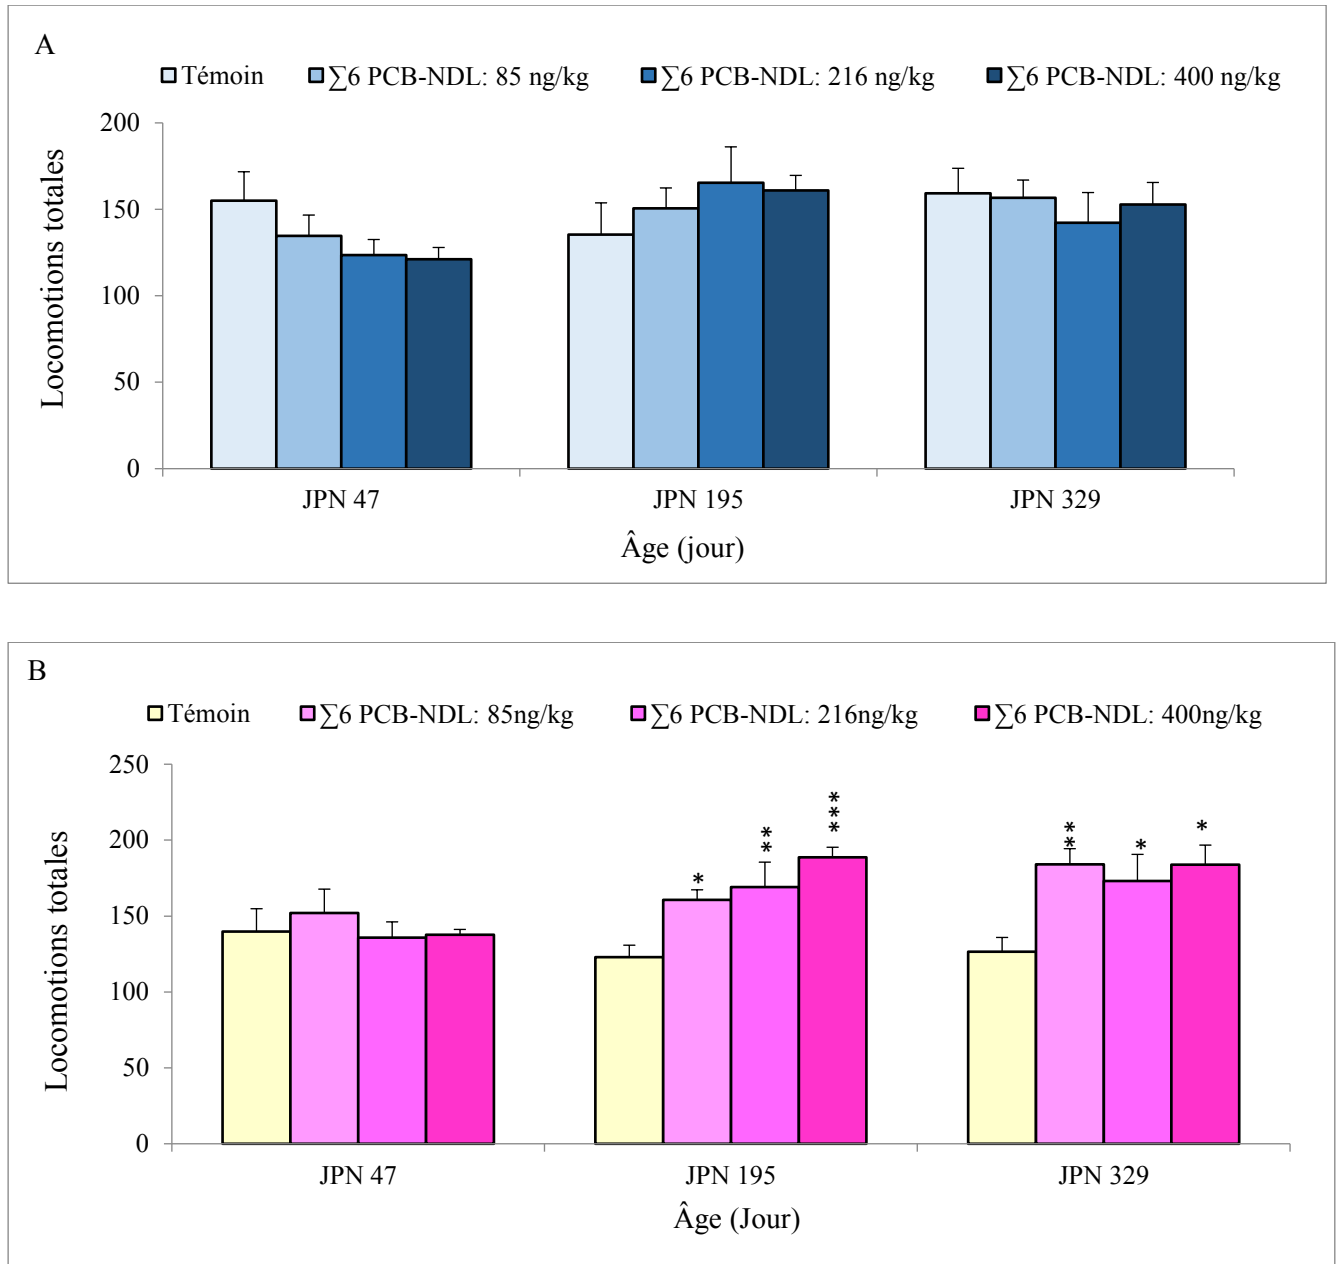 A
Témoin ∑6 PCB-NDL: 85 ng/kg ∑6 PCB-NDL: 216 ng/kg ∑6 PCB-NDL: 400 ng/kg
Locomotions totales
200
150
100
50
0
JPN 47 JPN 195 JPN 329
Âge (jour)
B
Témoin ∑6 PCB-NDL: 85ng/kg ∑6 PCB-NDL: 216ng/kg ∑6 PCB-NDL: 400ng/kg
Locomotions totales
250
200
150
100
50
0
* ** *** ** * *
JPN 47 JPN 195 JPN 329
Âge (Jour)